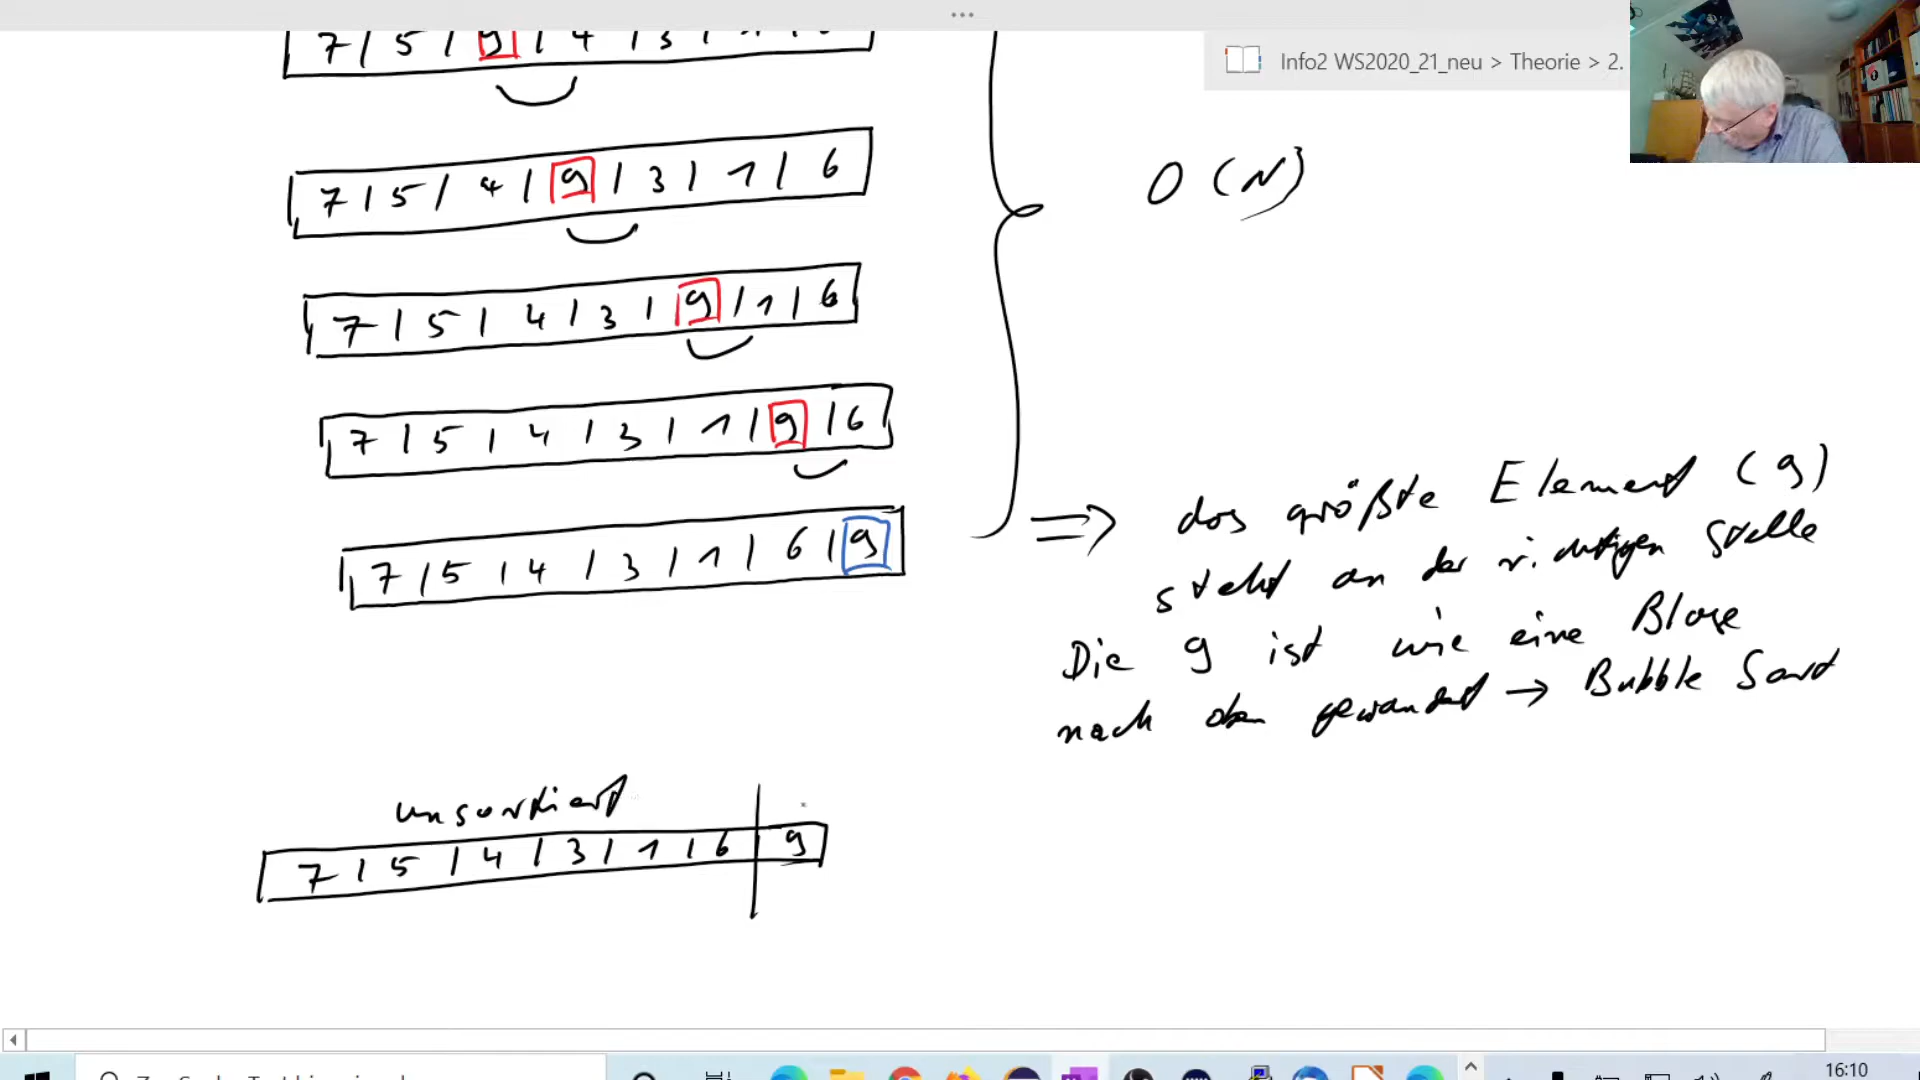 Info2 WS2020_21_neu > Theorie > 2.
7 | 5 | 9 | 4 | 3 |
7 | 5 | 4 | 9 | 3 | 1 | 6
O(N)
7 | 5 | 4 | 3 | 9 | 1 | 6
7 | 5 | 4 | 3 | 1 | 9 | 6
7 | 5 | 4 | 3 | 1 | 6 | 9
=> das größte Element (9)
steht an der richtigen Stelle
Die 9 ist wie eine Blase
nach oben gewandert → Bubble Sort
unsortiert
7 | 5 | 4 | 3 | 1 | 6 | 9
16:10